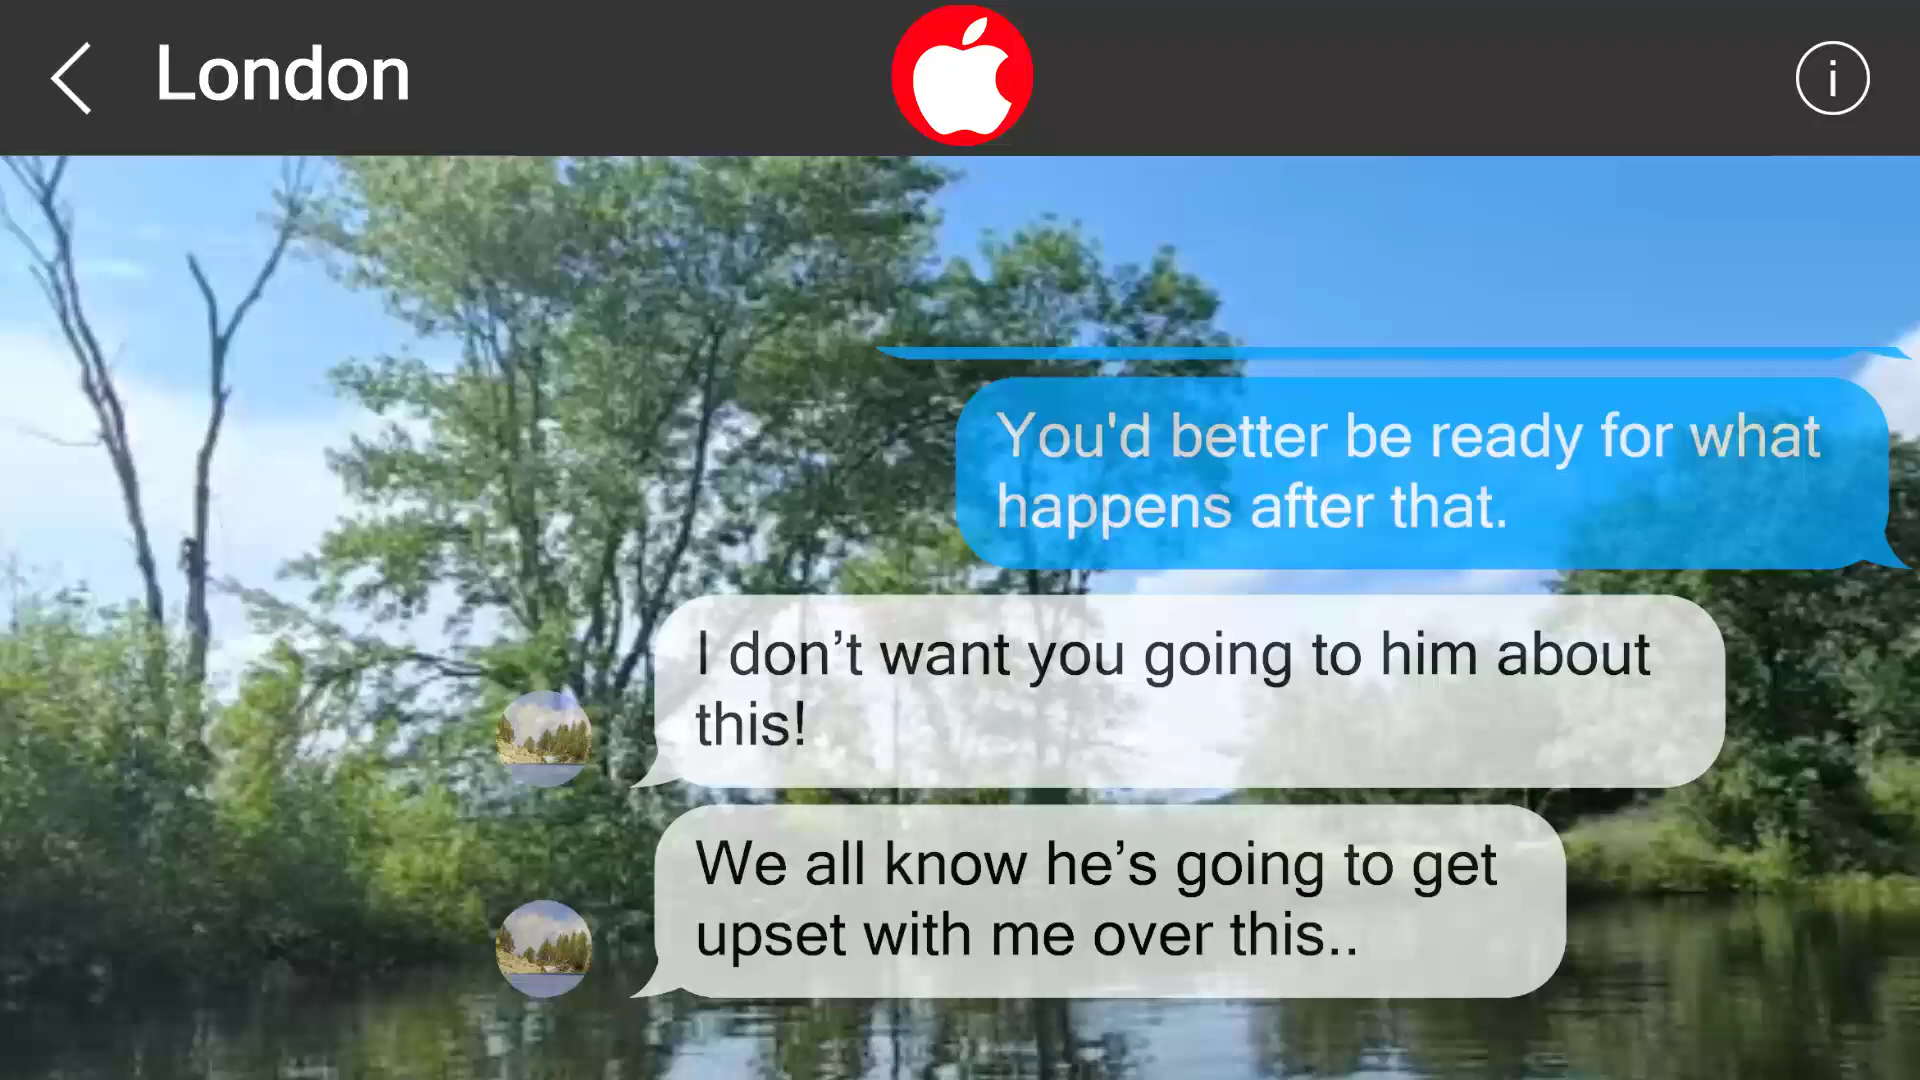 London
You'd better be ready for what
happens after that.
I don’t want you going to him about
this!
We all know he’s going to get
upset with me over this..